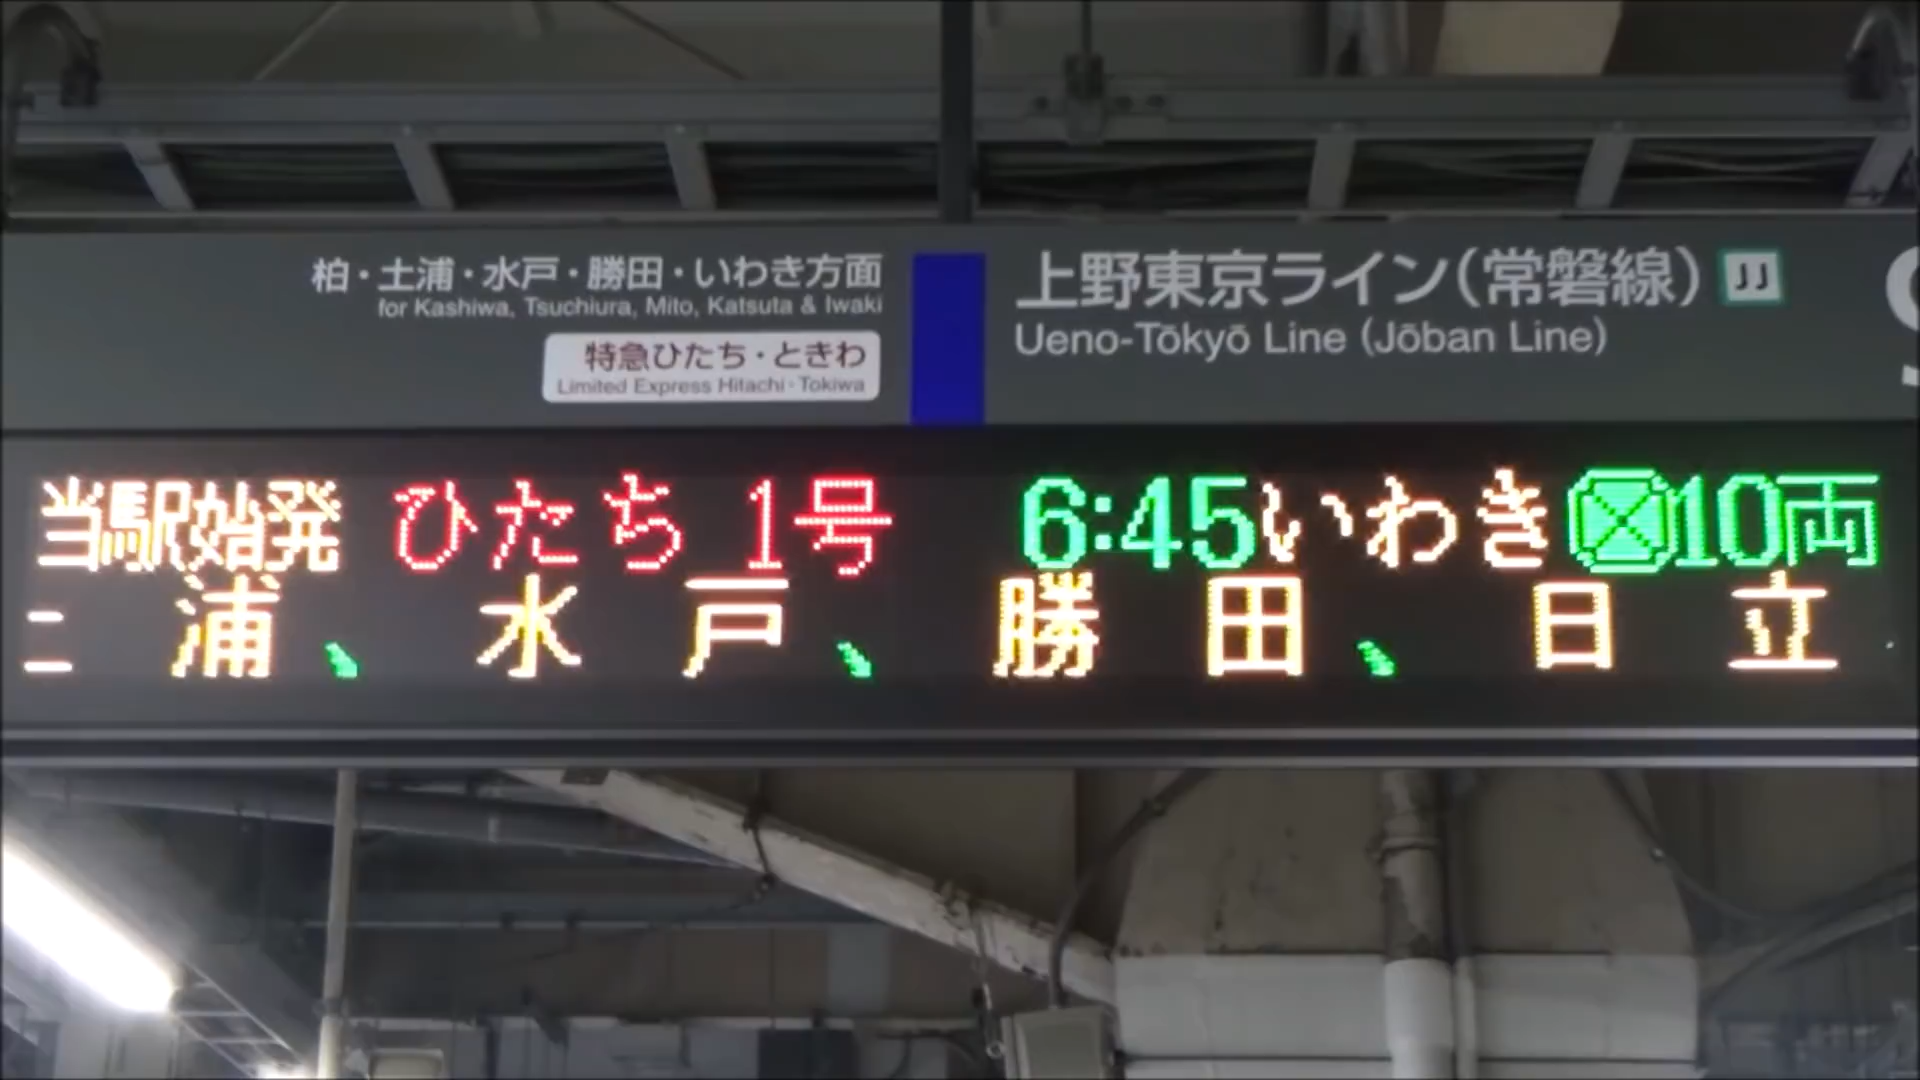 柏・土浦・水戸・勝田・いわき方面
for Kashiwa, Tsuchiura, Mito, Katsuta & Iwaki
特急ひたち・ときわ
Limited Express Hitachi・Tokiwa
上野東京ライン(常磐線) JJ
Ueno-Tōkyō Line (Jōban Line)
当駅始発 ひたち 1号 6:45 いわき 10両
浦、水戸、勝田、日立